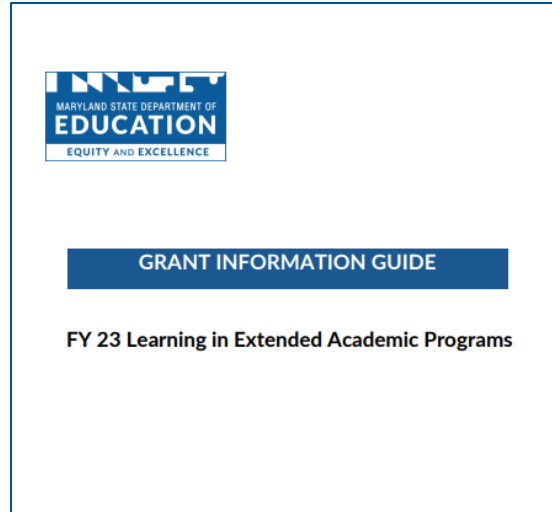 MARYLAND STATE DEPARTMENT OF
EDUCATION
EQUITY AND EXCELLENCE
GRANT INFORMATION GUIDE
FY 23 Learning in Extended Academic Programs